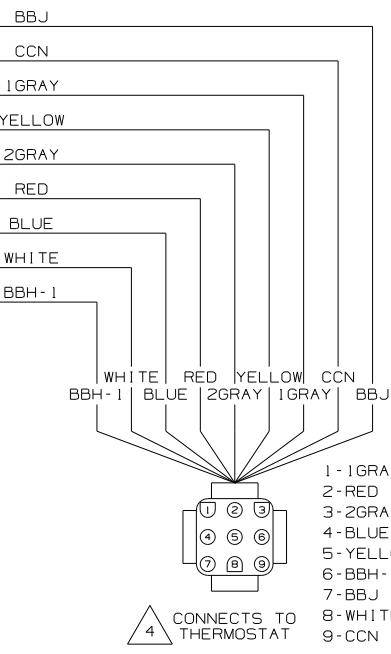 BBJ
CCN
1GRAY
YELLOW
2GRAY
RED
BLUE
WHITE
BBH-1
WHITE RED YELLOW CCN
BBH-1 BLUE 2GRAY 1GRAY BBJ
1-1GRA
2-RED
3-2GRA
4-BLUE
5-YELL
6-BBH-
7-BBJ
8-WHIT
9-CCN
1 2 3
4 5 6
7 8 9
4
CONNECTS TO
THERMOSTAT